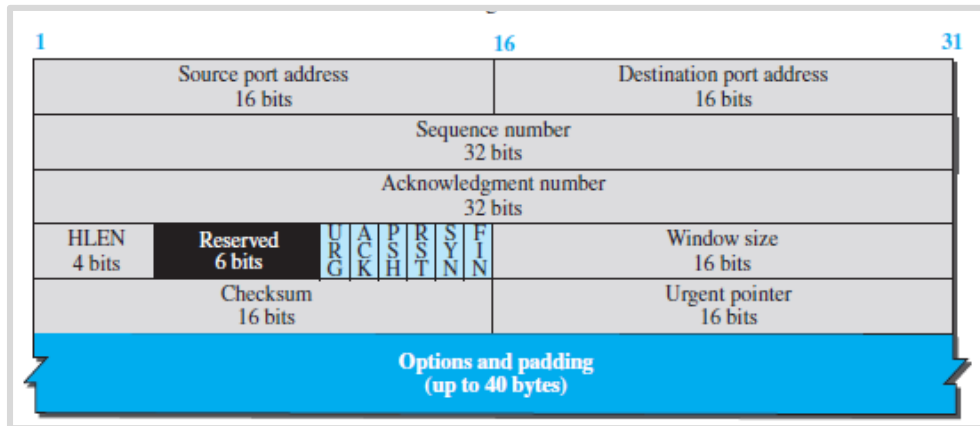 1 16 31
Source port address Destination port address
16 bits 16 bits
Sequence number
32 bits
Acknowledgment number
32 bits
HLEN Reserved URG ACK PSH RST SYN FIN Window size
4 bits 6 bits 16 bits
Checksum Urgent pointer
16 bits 16 bits
Options and padding
(up to 40 bytes)